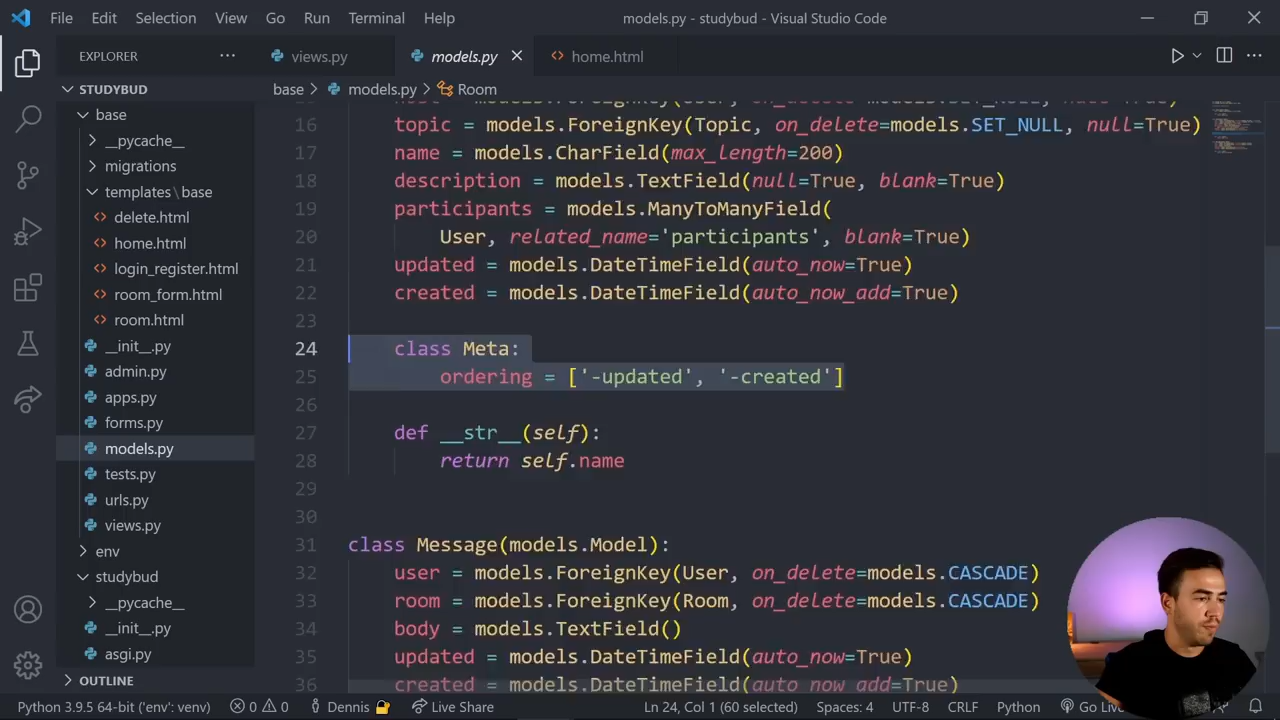 File Edit Selection View Go Run Terminal Help models.py - studybud - Visual Studio Code
EXPLORER ... views.py models.py home.html
STUDYBUD base > models.py > Room
base
__pycache__
migrations
templates\base
delete.html
home.html
login_register.html
room_form.html
room.html
__init__.py
admin.py
apps.py
forms.py
models.py
tests.py
urls.py
views.py
env
studybud
__pycache__
__init__.py
asgi.py
OUTLINE
16 topic = models.ForeignKey(Topic, on_delete=models.SET_NULL, null=True)
17 name = models.CharField(max_length=200)
18 description = models.TextField(null=True, blank=True)
19 participants = models.ManyToManyField(
20 User, related_name='participants', blank=True)
21 updated = models.DateTimeField(auto_now=True)
22 created = models.DateTimeField(auto_now_add=True)
23
24 class Meta:
25 ordering = ['-updated', '-created']
26
27 def __str__(self):
28 return self.name
29
30
31 class Message(models.Model):
32 user = models.ForeignKey(User, on_delete=models.CASCADE)
33 room = models.ForeignKey(Room, on_delete=models.CASCADE)
34 body = models.TextField()
35 updated = models.DateTimeField(auto_now=True)
36 created = models.DateTimeField(auto_now_add=True)
Python 3.9.5 64-bit ('env': venv) 0 0 Dennis Live Share Ln 24, Col 1 (60 selected) Spaces: 4 UTF-8 CRLF Python Go Live